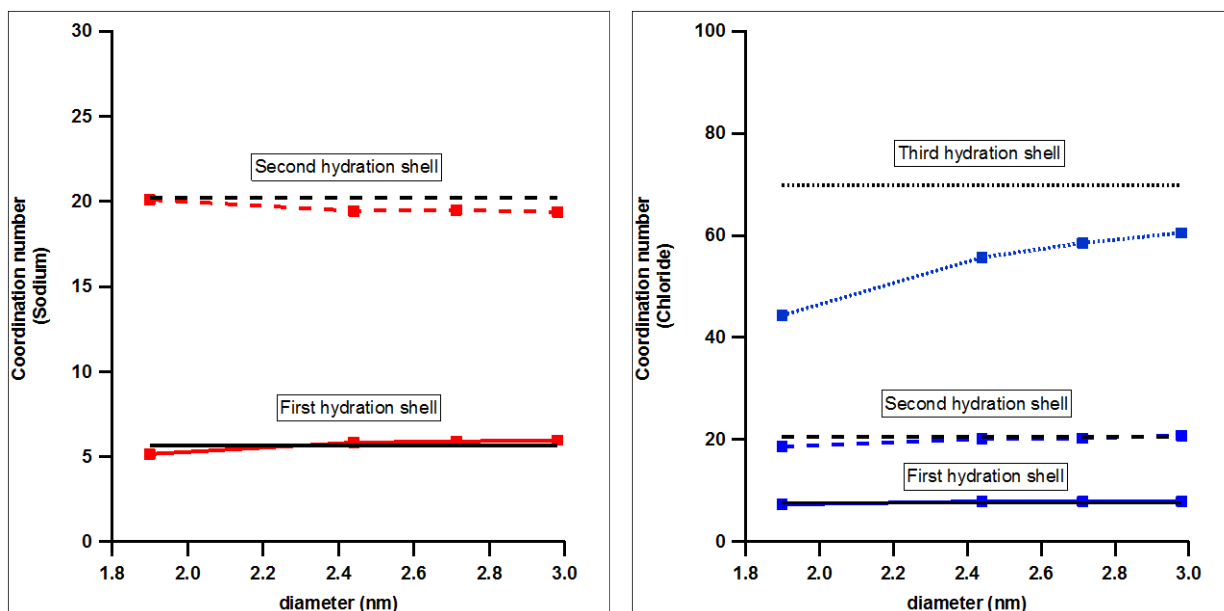 30
25
20
15
10
5
0
Coordination number
(Sodium)
Second hydration shell
First hydration shell
1.8 2.0 2.2 2.4 2.6 2.8 3.0
diameter (nm)
100
80
60
40
20
0
Coordination number
(Chloride)
Third hydration shell
Second hydration shell
First hydration shell
1.8 2.0 2.2 2.4 2.6 2.8 3.0
diameter (nm)